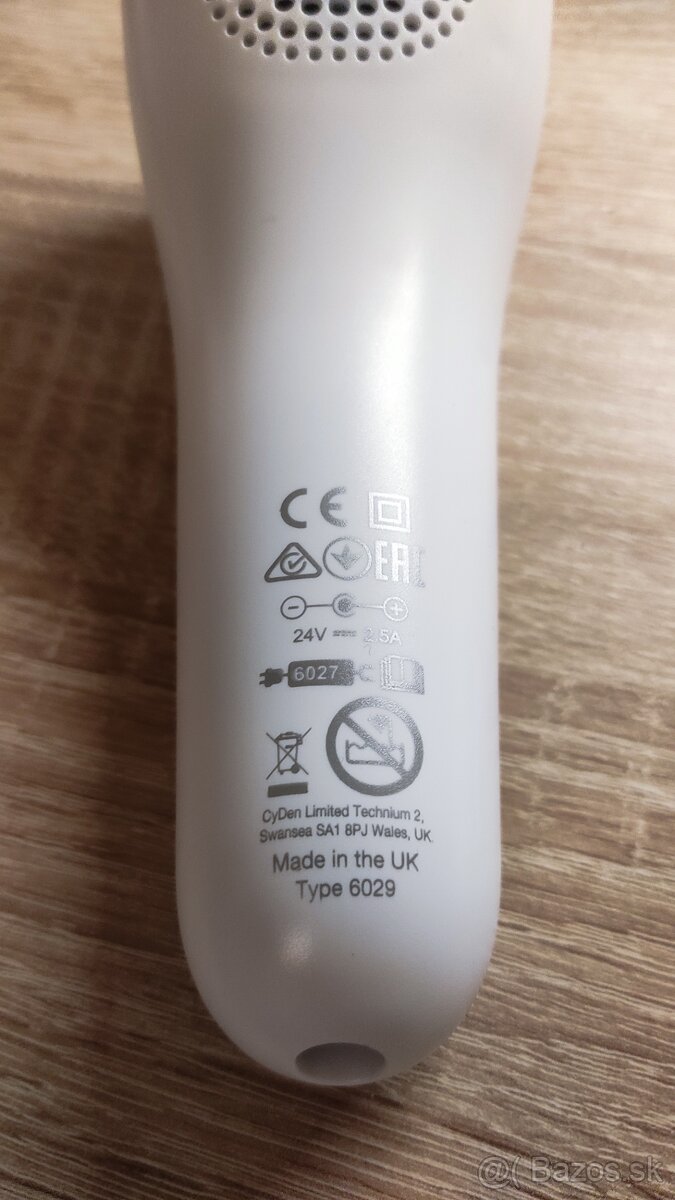 CE
EAC
24V ⎓ 2.5A
6027
CyDen Limited Technium 2,
Swansea SA1 8PJ Wales, UK
Made in the UK
Type 6029
@( Bazos.sk